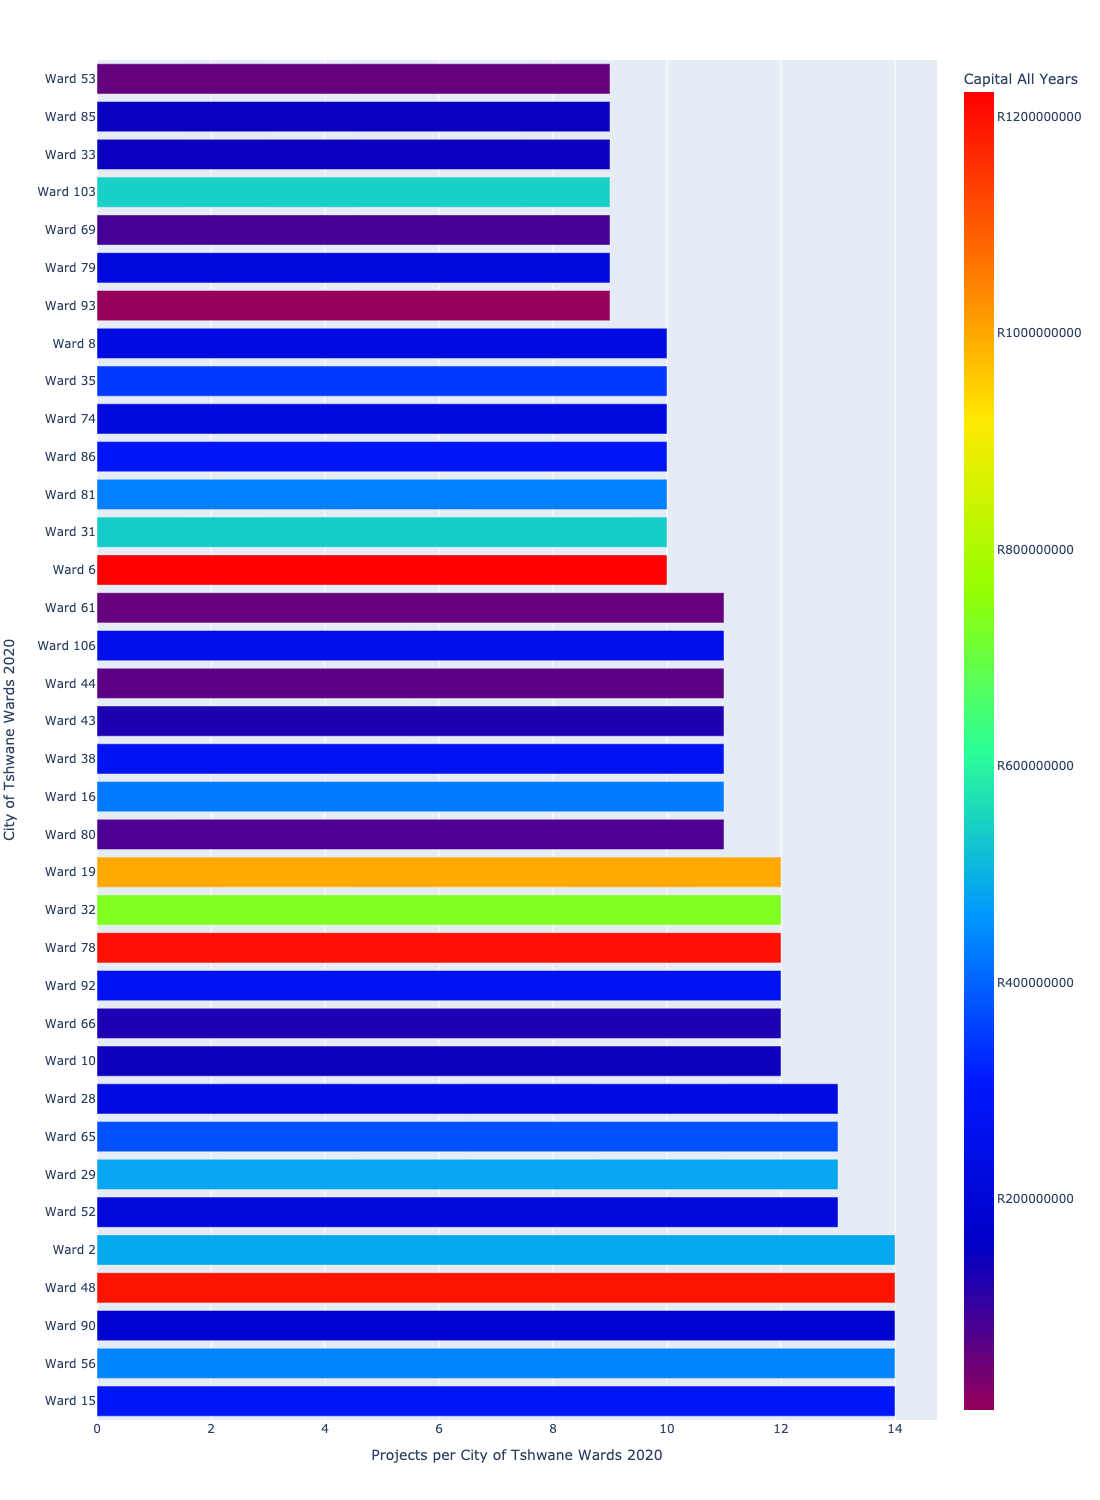 Capital All Years
Ward 53
Ward 85
Ward 33
Ward 103
Ward 69
Ward 79
Ward 93
Ward 8
Ward 35
Ward 74
Ward 86
Ward 81
Ward 31
Ward 6
Ward 61
Ward 106
Ward 44
Ward 43
Ward 38
Ward 16
Ward 80
Ward 19
Ward 32
Ward 78
Ward 92
Ward 66
Ward 10
Ward 28
Ward 65
Ward 29
Ward 52
Ward 2
Ward 48
Ward 90
Ward 56
Ward 15
City of Tshwane Wards 2020
0 2 4 6 8 10 12 14
Projects per City of Tshwane Wards 2020
R1200000000
R1000000000
R800000000
R600000000
R400000000
R200000000